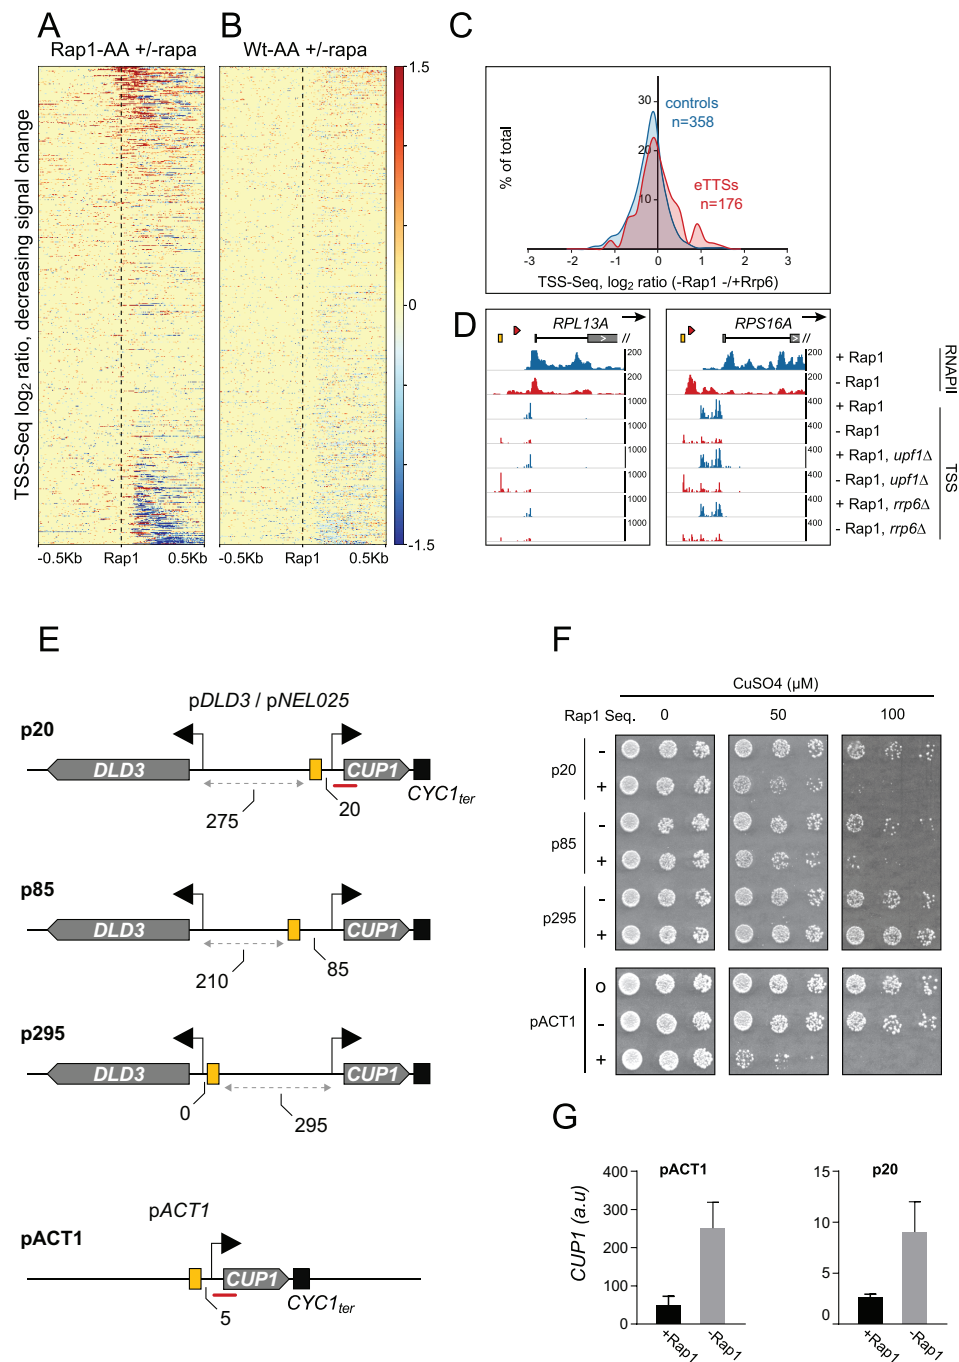 A
B
C
Rap1-AA +/-rapa
Wt-AA +/-rapa
TSS-Seq log2 ratio, decreasing signal change
1.5
0
-1.5
-0.5Kb
Rap1
0.5Kb
-0.5Kb
Rap1
0.5Kb
% of total
30
20
10
controls
n=358
eTTSs
n=176
-3
-2
-1
0
1
2
3
TSS-Seq, log2 ratio (-Rap1 -/+Rrp6)
D
RPL13A
RPS16A
//
//
200
200
1000
1000
1000
1000
1000
1000
200
200
400
400
400
400
400
400
+ Rap1
- Rap1
+ Rap1
- Rap1
+ Rap1, upf1Δ
- Rap1, upf1Δ
+ Rap1, rrp6Δ
- Rap1, rrp6Δ
RNAPII
TSS
E
pDLD3 / pNEL025
p20
DLD3
CUP1
CYC1ter
275
20
p85
DLD3
CUP1
210
85
p295
DLD3
CUP1
0
295
pACT1
pACT1
CUP1
CYC1ter
5
F
CuSO4 (µM)
Rap1 Seq.
0
50
100
p20
-
+
p85
-
+
p295
-
+
pACT1
o
-
+
G
pACT1
p20
CUP1 (a.u)
400
300
200
100
0
+Rap1
-Rap1
15
10
5
0
+Rap1
-Rap1